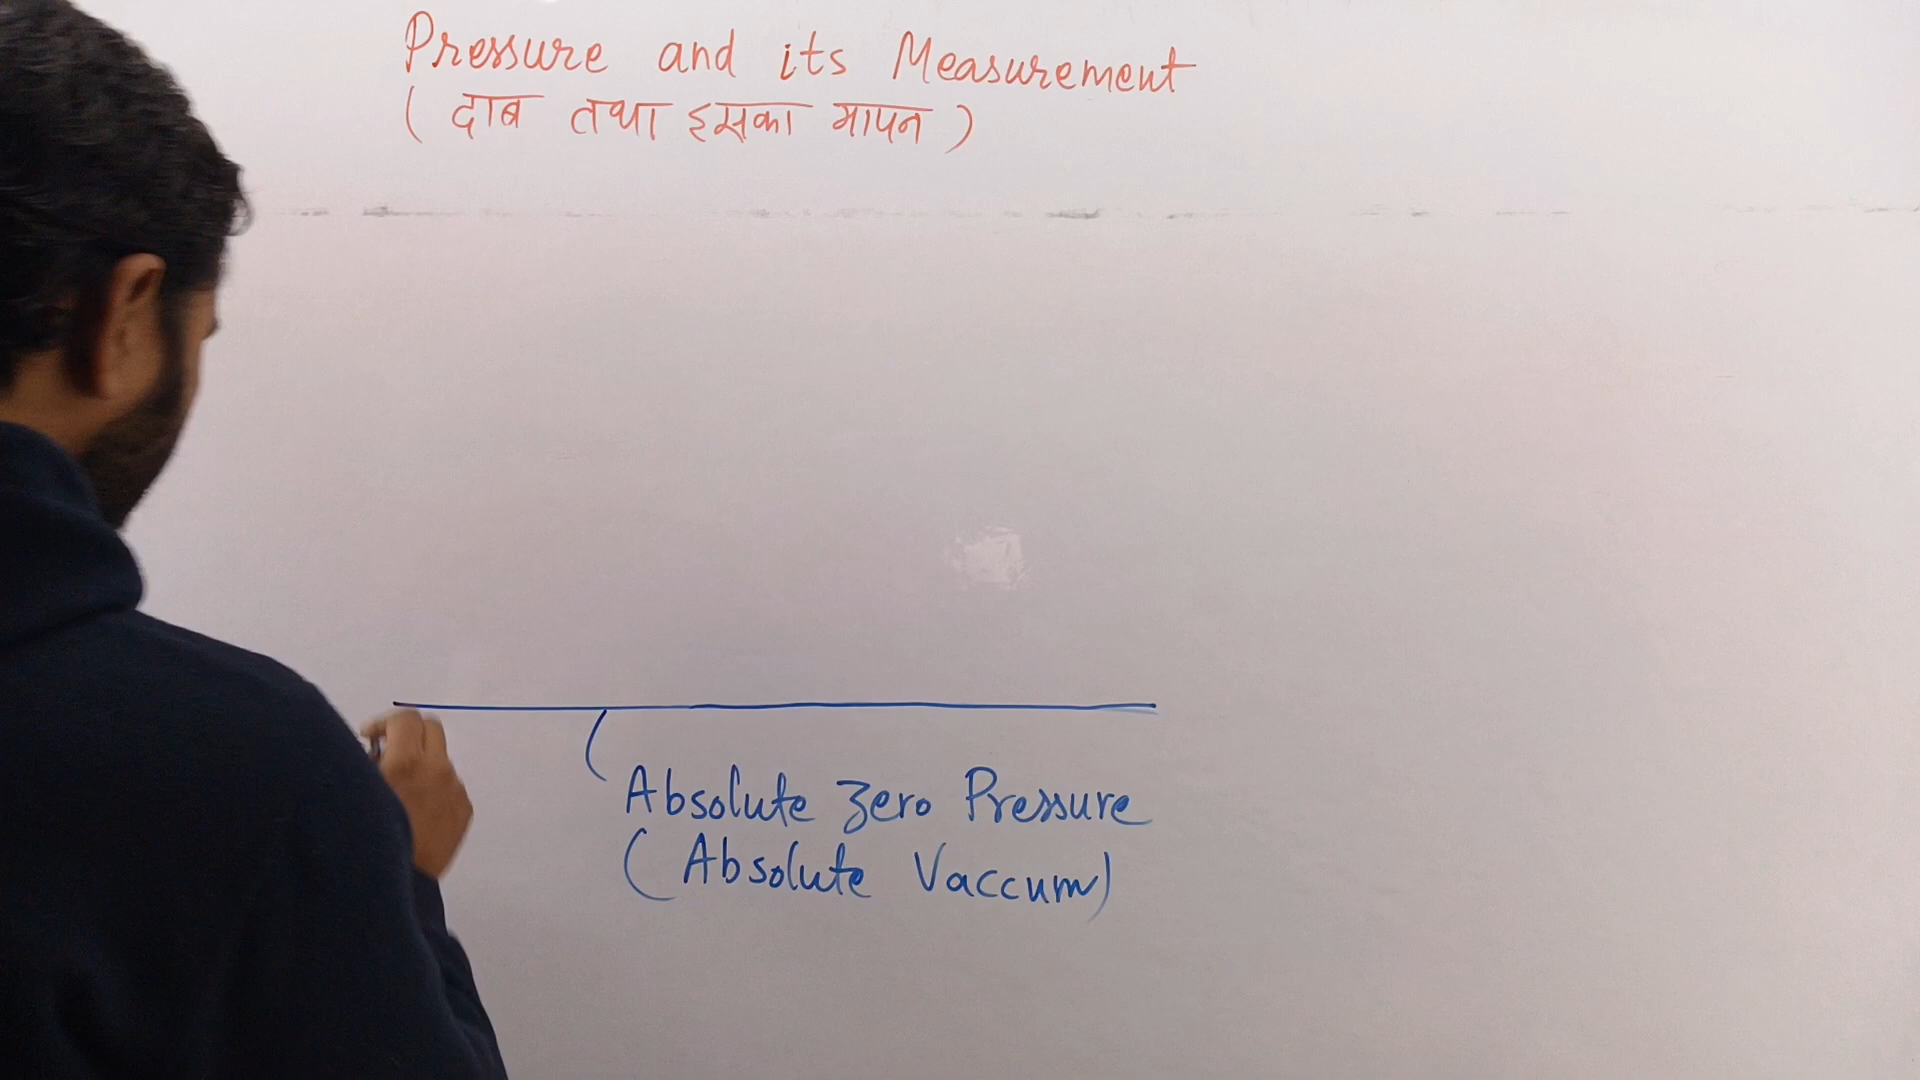 Pressure and its Measurement
( दाब तथा इसका मापन )
Absolute Zero Pressure
( Absolute Vaccum)